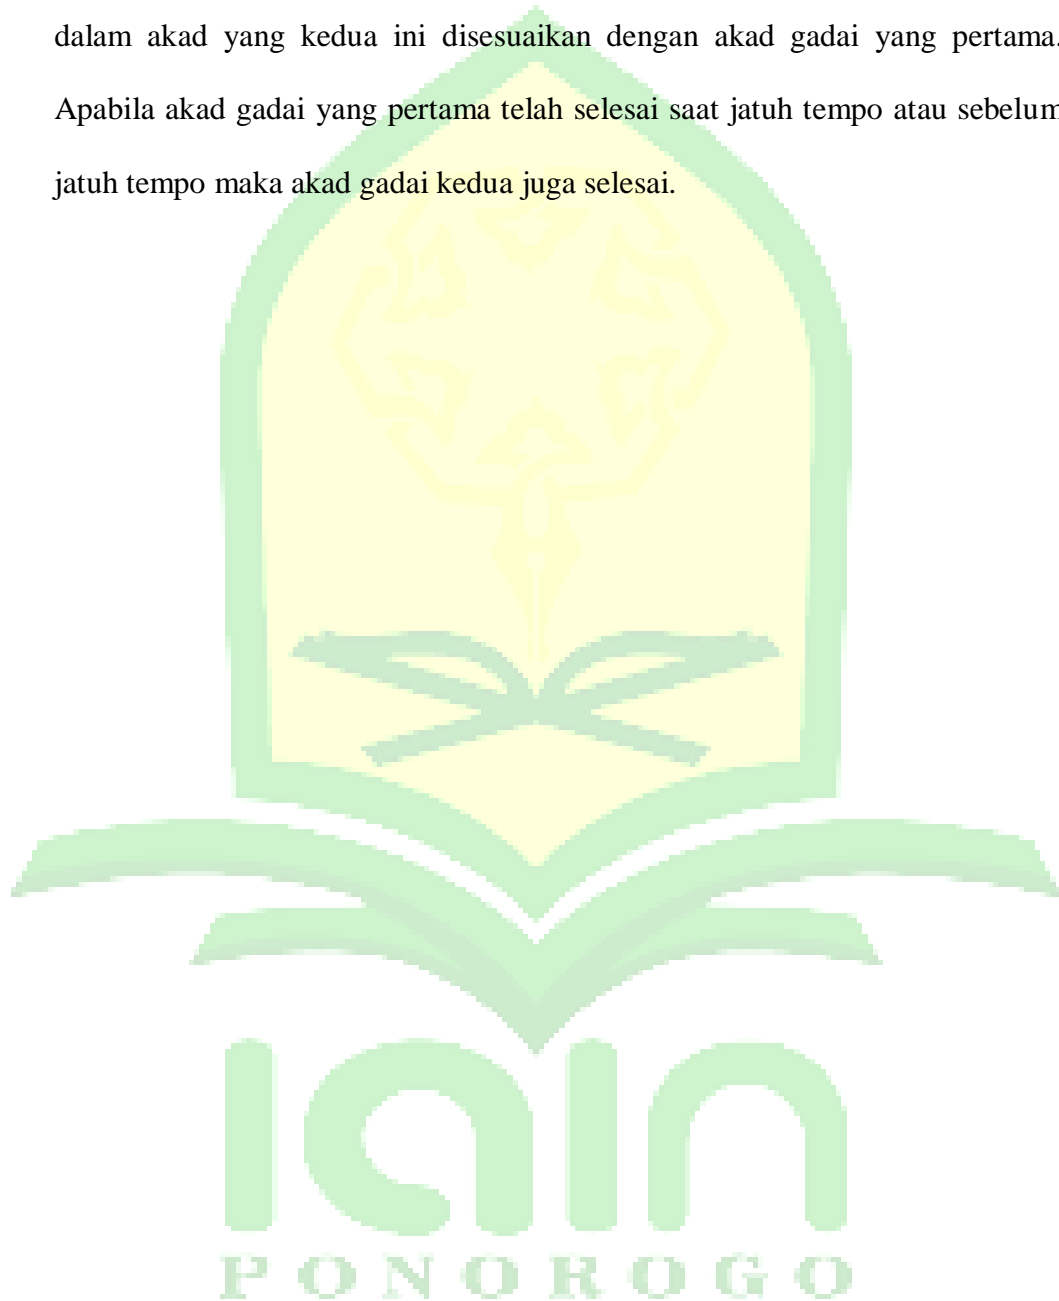 dalam akad yang kedua ini disesuaikan dengan akad gadai yang pertama.
Apabila akad gadai yang pertama telah selesai saat jatuh tempo atau sebelum
jatuh tempo maka akad gadai kedua juga selesai.
iain
PONOROGO